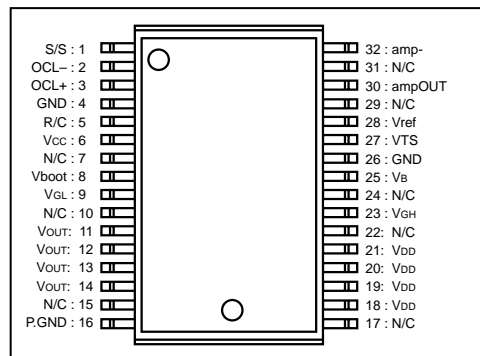 S/S : 1
OCL– : 2
OCL+ : 3
GND : 4
R/C : 5
Vcc : 6
N/C : 7
Vboot : 8
VGL : 9
N/C : 10
VOUT: 11
VOUT: 12
VOUT: 13
VOUT: 14
N/C : 15
P.GND : 16
32 : amp-
31 : N/C
30 : ampOUT
29 : N/C
28 : Vref
27 : VTS
26 : GND
25 : VB
24 : N/C
23 : VGH
22: N/C
21: VDD
20: VDD
19: VDD
18 : VDD
17 : N/C